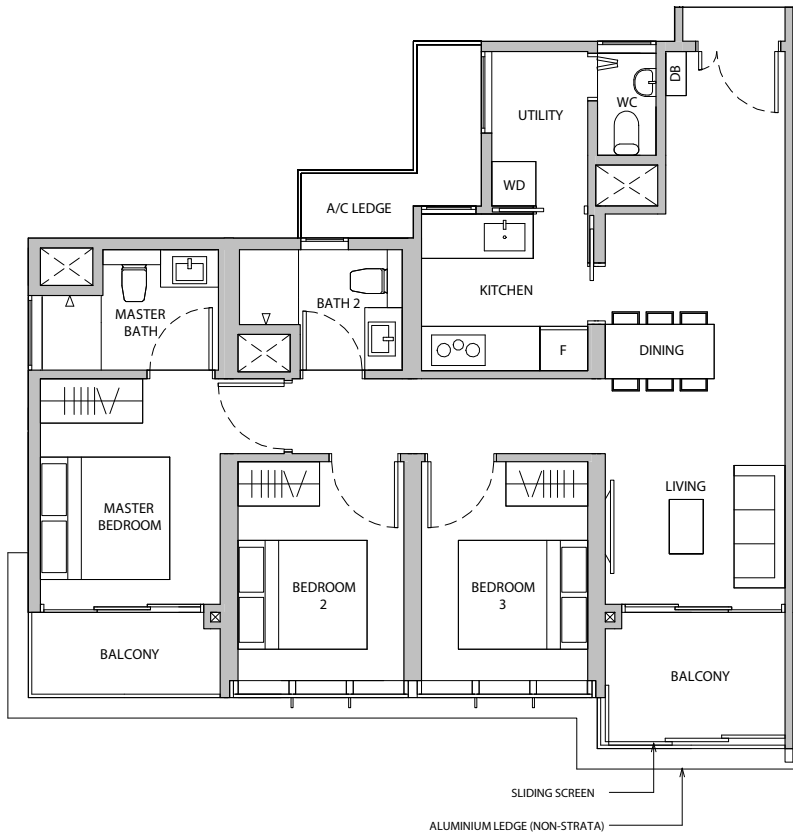 DB
WC
UTILITY
WD
A/C LEDGE
KITCHEN
BATH 2
MASTER
BATH
F
DINING
LIVING
MASTER
BEDROOM
BEDROOM
2
BEDROOM
3
BALCONY
BALCONY
SLIDING SCREEN
ALUMINIUM LEDGE (NON-STRATA)